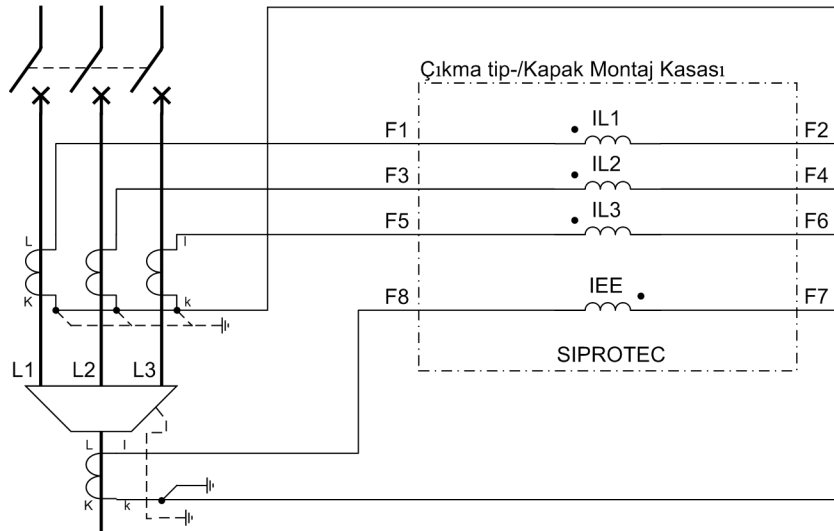 Çıkma tip-/Kapak Montaj Kasası
F1 IL1 F2
F3 IL2 F4
F5 IL3 F6
L l
K k
F8 IEE F7
SIPROTEC
L1 L2 L3
L l
K k